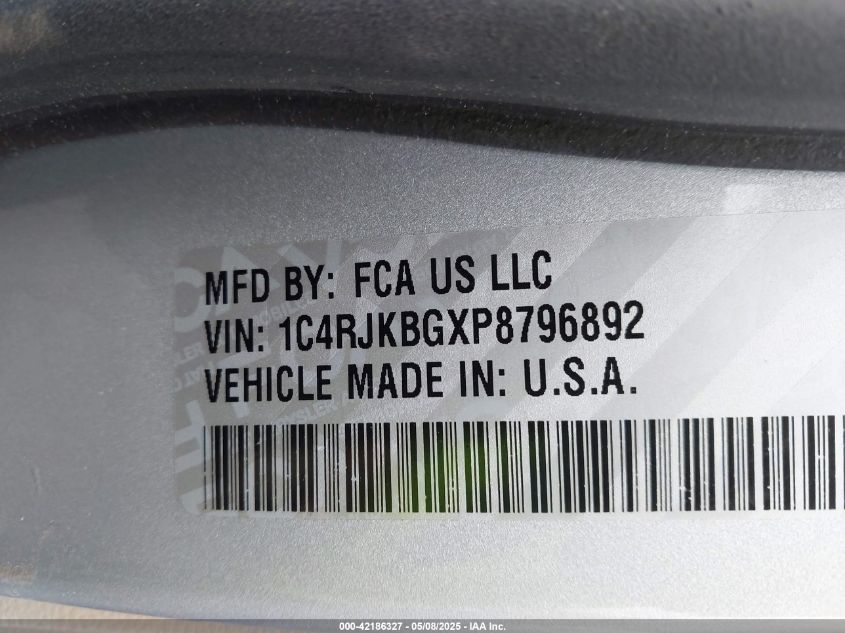 MFD BY: FCA US LLC
VIN: 1C4RJKBGXP8796892
VEHICLE MADE IN: U.S.A.
000-42186327 - 05/08/2025 - IAA Inc.